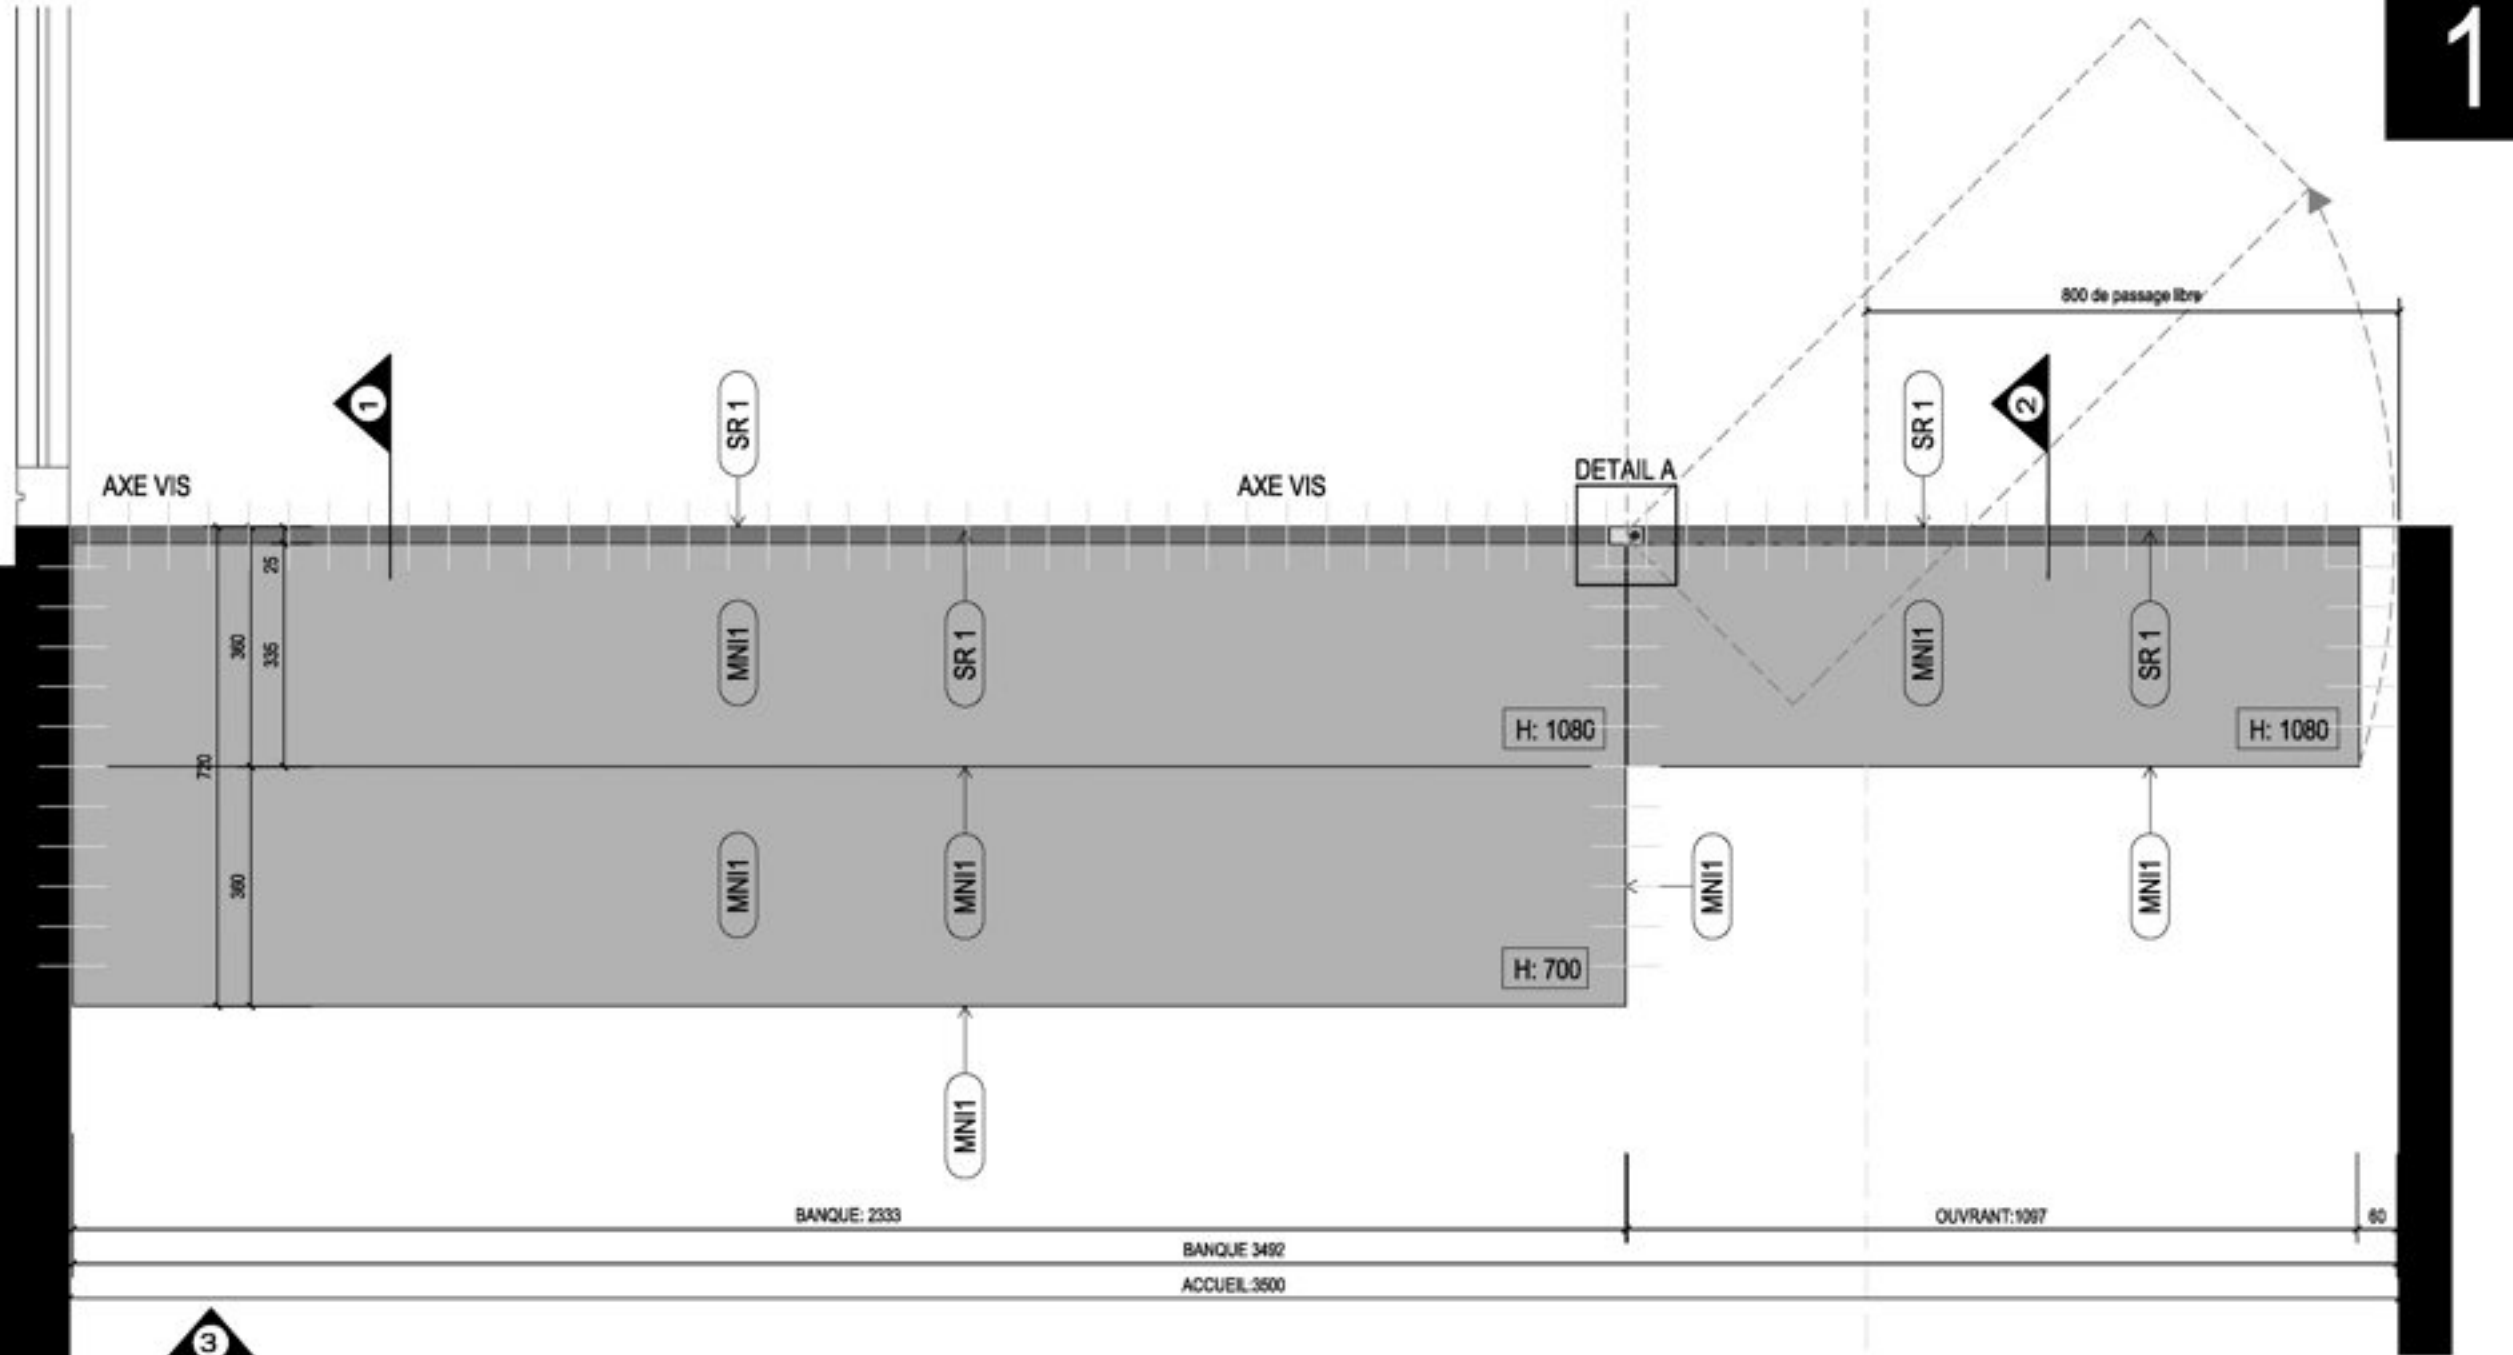 1
800 de passage libre
1
SR 1
SR 1
2
AXE VIS
AXE VIS
DETAIL A
25
360
335
MNI1
SR 1
MNI1
SR 1
H: 1080
H: 1080
720
360
MNI1
MNI1
MNI1
MNI1
H: 700
MNI1
BANQUE: 2333
OUVRANT:1097
60
BANQUE 3492
ACCUEIL:3500
3